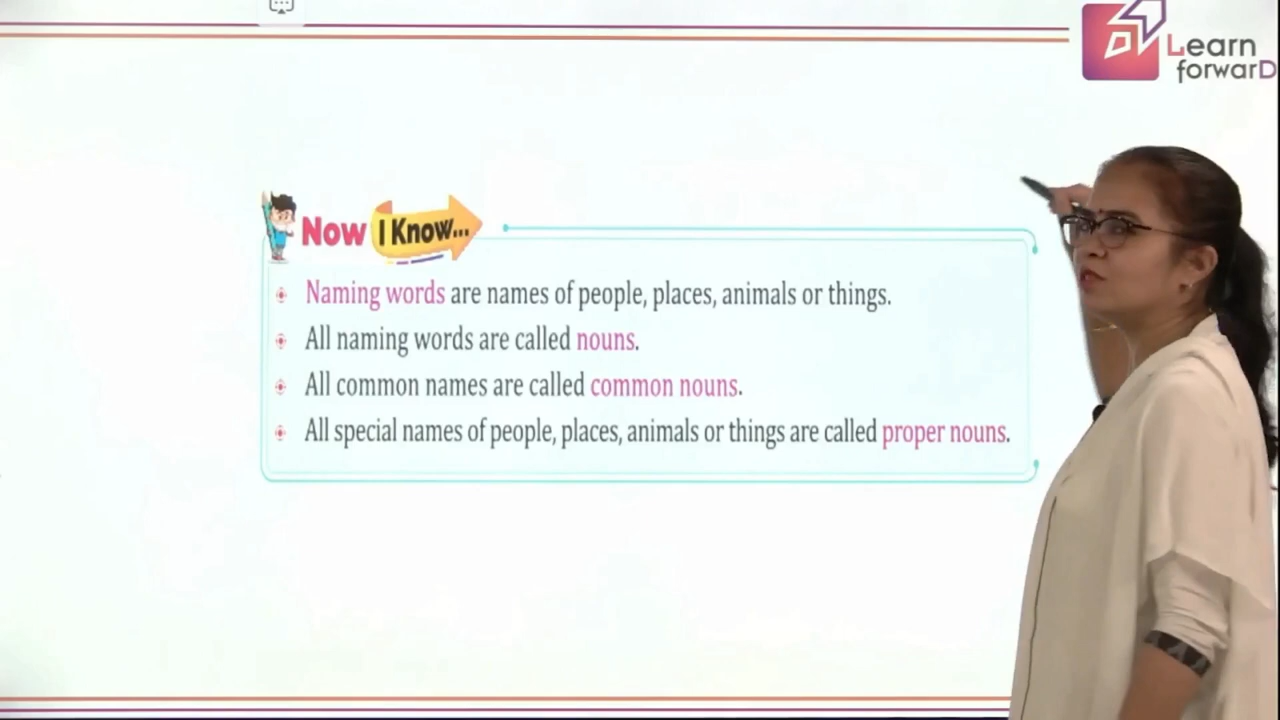 Learn
forwarD
Now I Know...
Naming words are names of people, places, animals or things.
All naming words are called nouns.
All common names are called common nouns.
All special names of people, places, animals or things are called proper nouns.